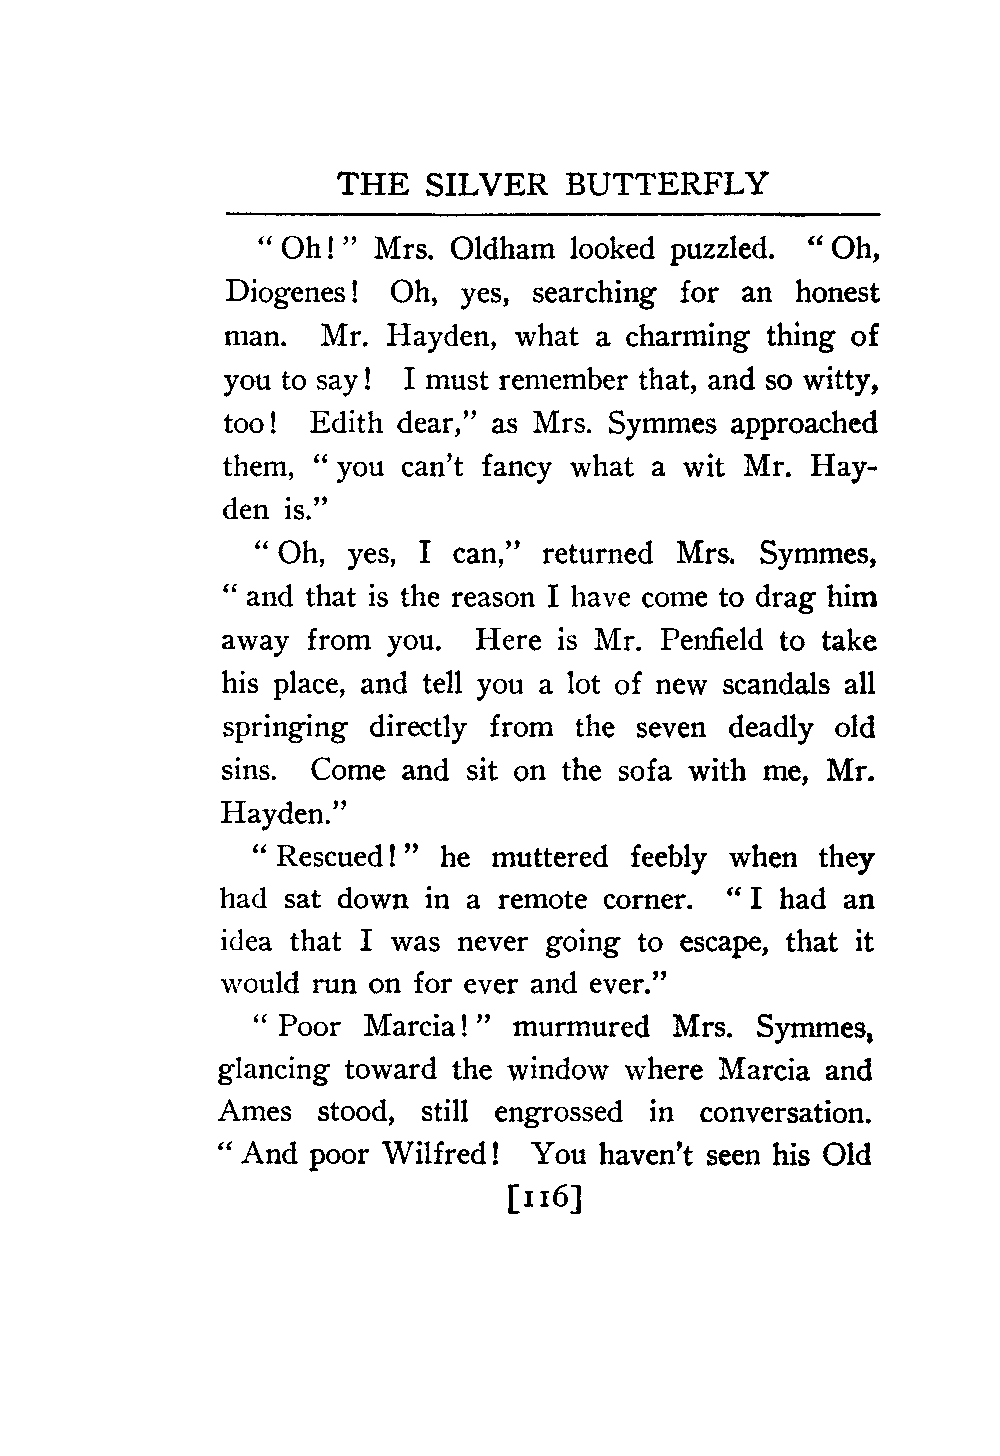 THE SILVER BUTTERFLY
“ Oh! ” Mrs. Oldham looked puzzled. “ Oh,
Diogenes! Oh, yes, searching for an honest
man. Mr. Hayden, what a charming thing of
you to say! I must remember that, and so witty,
too! Edith dear,” as Mrs. Symmes approached
them, “ you can’t fancy what a wit Mr. Hay-
den is.”
“ Oh, yes, I can,” returned Mrs. Symmes,
“ and that is the reason I have come to drag him
away from you. Here is Mr. Penfield to take
his place, and tell you a lot of new scandals all
springing directly from the seven deadly old
sins. Come and sit on the sofa with me, Mr.
Hayden.”
“ Rescued! ” he muttered feebly when they
had sat down in a remote corner. “ I had an
idea that I was never going to escape, that it
would run on for ever and ever.”
“ Poor Marcia! ” murmured Mrs. Symmes,
glancing toward the window where Marcia and
Ames stood, still engrossed in conversation.
“ And poor Wilfred! You haven’t seen his Old
[116]